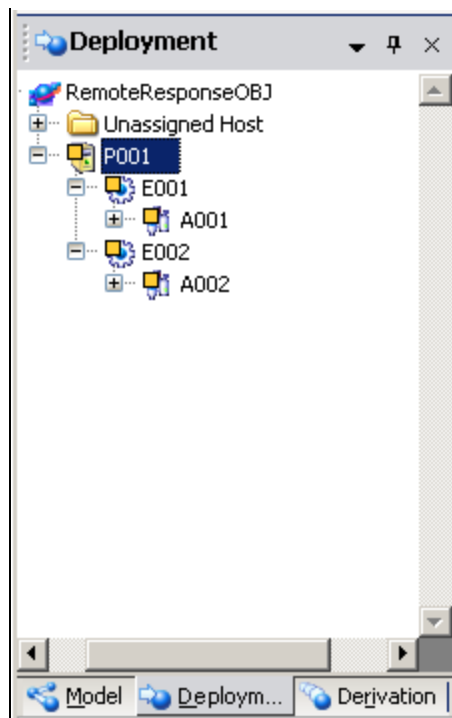 Deployment
RemoteResponseOBJ
Unassigned Host
P001
E001
A001
E002
A002
Model Deploym... Derivation